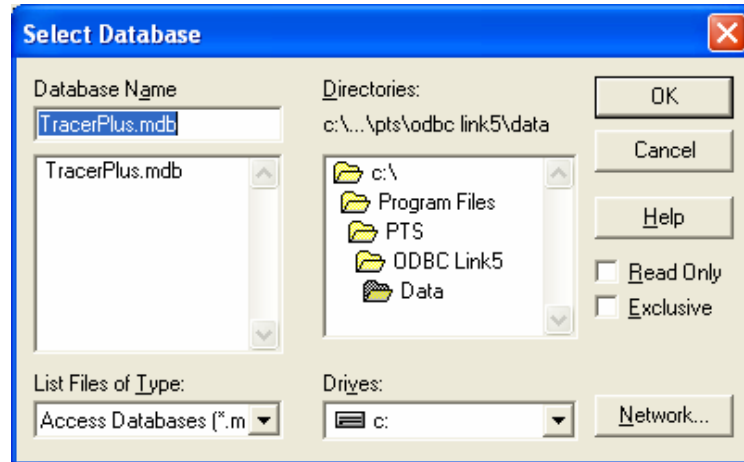 Select Database
Database Name
TracerPlus.mdb
TracerPlus.mdb
List Files of Type:
Access Databases (*.m
Directories:
c:\...\pts\odbc link5\data
c:\
Program Files
PTS
ODBC Link5
Data
Drives:
c:
OK
Cancel
Help
Read Only
Exclusive
Network...